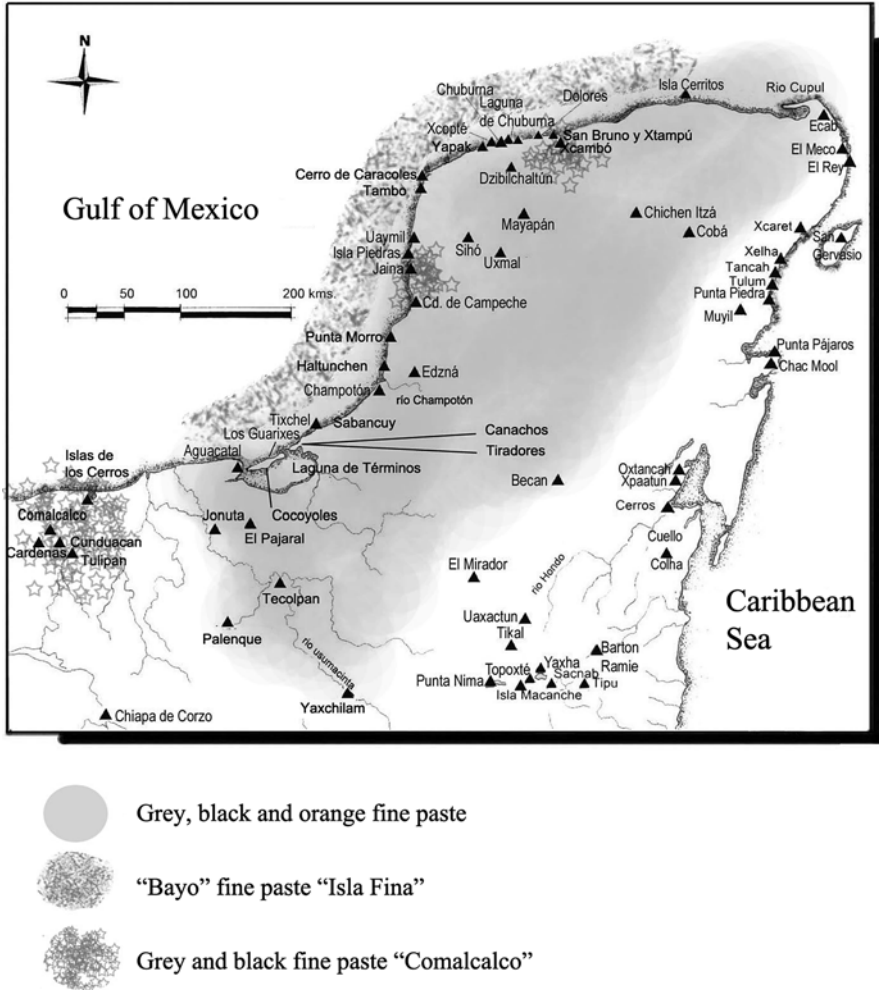 N
Gulf of Mexico
0 50 100 200 kms.
Chuburna
Laguna
de Chuburna
Dolores
Isla Cerritos
Rio Cupul
Xcopté
Yapak
San Bruno y Xtampú
Xcambó
Ecab
El Meco
El Rey
Cerro de Caracoles
Tambo
Dzibilchaltún
Mayapán
Chichen Itzá
Cobá
Xcaret
San
Gervasio
Uaymil
Isla Piedras
Jaina
Sihó
Uxmal
Xelha
Tancah
Tulum
Punta Piedra
Muyil
Cd. de Campeche
Punta Morro
Punta Pájaros
Chac Mool
Haltunchen
Edzná
Champotón
río Champotón
Tixchel
Sabancuy
Los Guarixes
Canachos
Tiradores
Aguacatal
Laguna de Términos
Islas de
los Cerros
Becan
Oxtancah
Xpaatun
Cerros
Comalcalco
Cunduacan
Cardenas
Tulipan
Jonuta
Cocoyoles
El Pajaral
Cuello
Colha
El Mirador
río Hondo
Tecolpan
Caribbean
Sea
Uaxactun
Tikal
Palenque
río usumacinta
Barton
Ramie
Yaxha
Topoxté
Sacnab
Punta Nima
Tipu
Isla Macanche
Yaxchilam
Chiapa de Corzo
Grey, black and orange fine paste
“Bayo” fine paste “Isla Fina”
Grey and black fine paste “Comalcalco”